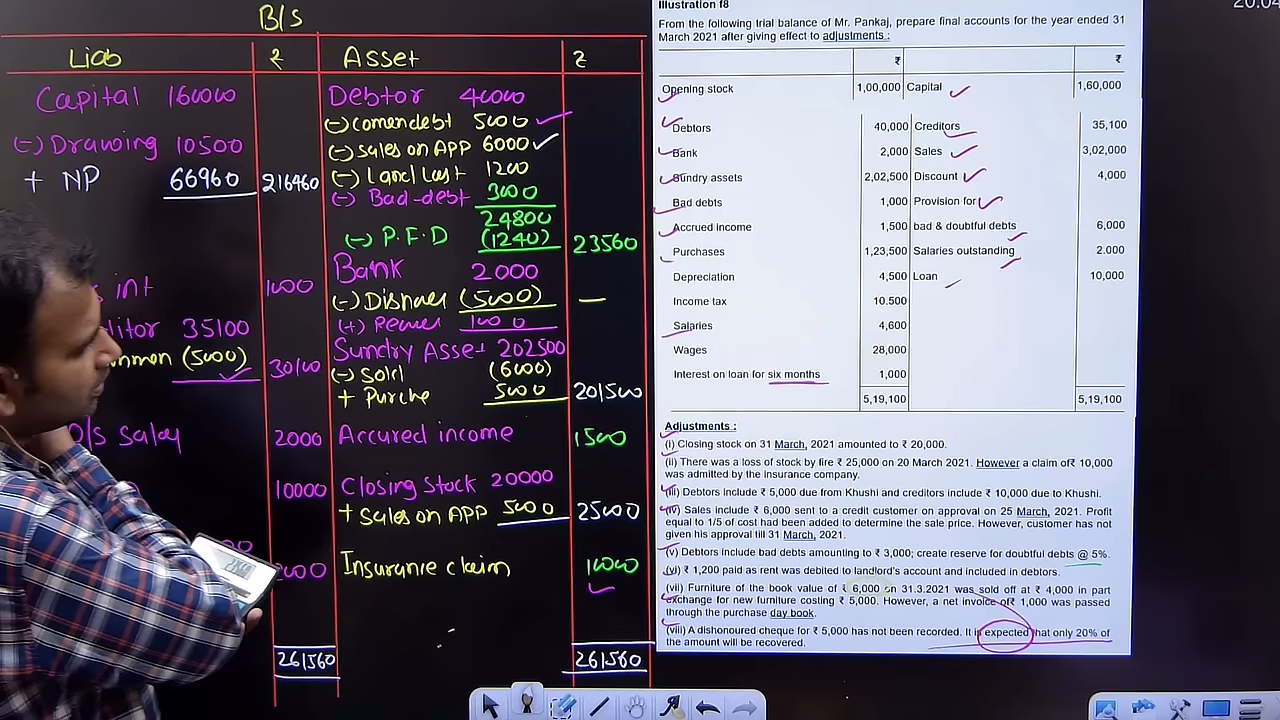 B/S
Liab ₹ Asset ₹
Capital 160000
(-) Drawing 10500
+ NP 66960 216460
int 1000
ditor 35100
mmon (5000) 30100
O/s Salay 2000
10000
261560
Debtor 40000
(-) comendebt 5000
(-) Sales on APP 6000
(-) Land Last 1200
(-) Bad-debt 3000
24800
(-) P.F.D (1240) 23560
Bank 2000
(-) Dishaer (5000) —
(+) 1000
Sundry Asset 202500
(-) Sold (6000)
+ Purche 5000 201500
Accured income 1500
Closing Stock 20000
+ Sales on APP 5000 25000
Insuranie claim 10000
261560
20:04
Illustration f8
From the following trial balance of Mr. Pankaj, prepare final accounts for the year ended 31
March 2021 after giving effect to adjustments :
₹ ₹
Opening stock 1,00,000 Capital 1,60,000
Debtors 40,000 Creditors 35,100
Bank 2,000 Sales 3,02,000
Sundry assets 2,02,500 Discount 4,000
Bad debts 1,000 Provision for
Accrued income 1,500 bad & doubtful debts 6,000
Purchases 1,23,500 Salaries outstanding 2.000
Depreciation 4,500 Loan 10,000
Income tax 10.500
Salaries 4,600
Wages 28,000
Interest on loan for six months 1,000
5,19,100 5,19,100
Adjustments :
(i) Closing stock on 31 March, 2021 amounted to ₹ 20,000.
(ii) There was a loss of stock by fire ₹ 25,000 on 20 March 2021. However a claim of₹ 10,000
was admitted by the insurance company.
(iii) Debtors include ₹ 5,000 due from Khushi and creditors include ₹ 10,000 due to Khushi.
(iv) Sales include ₹ 6,000 sent to a credit customer on approval on 25 March, 2021. Profit
equal to 1/5 of cost had been added to determine the sale price. However, customer has not
given his approval till 31 March, 2021.
(v) Debtors include bad debts amounting to ₹ 3,000; create reserve for doubtful debts @ 5%.
(vi) ₹ 1,200 paid as rent was debited to landlord's account and included in debtors.
(vii) Furniture of the book value of ₹ 6,000 on 31.3.2021 was sold off at ₹ 4,000 in part
exchange for new furniture costing ₹ 5,000. However, a net invoice of₹ 1,000 was passed
through the purchase day book.
(viii) A dishonoured cheque for ₹ 5,000 has not been recorded. It is expected that only 20% of
the amount will be recovered.